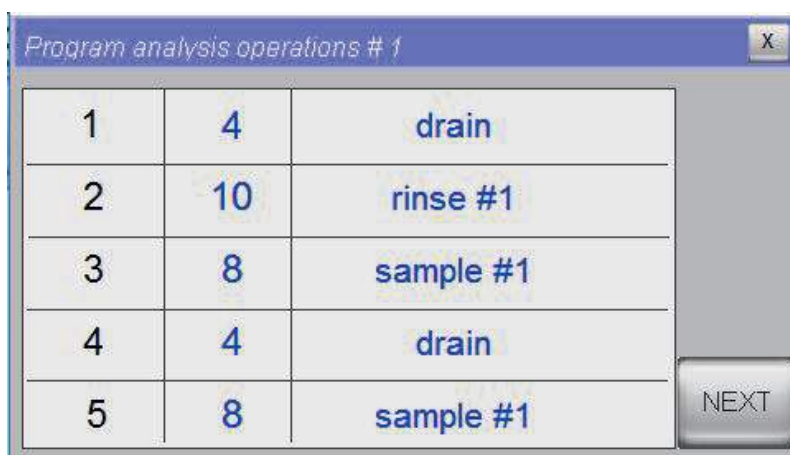 Program analysis operations # 1 X
1 4 drain
2 10 rinse #1
3 8 sample #1
4 4 drain
5 8 sample #1
NEXT